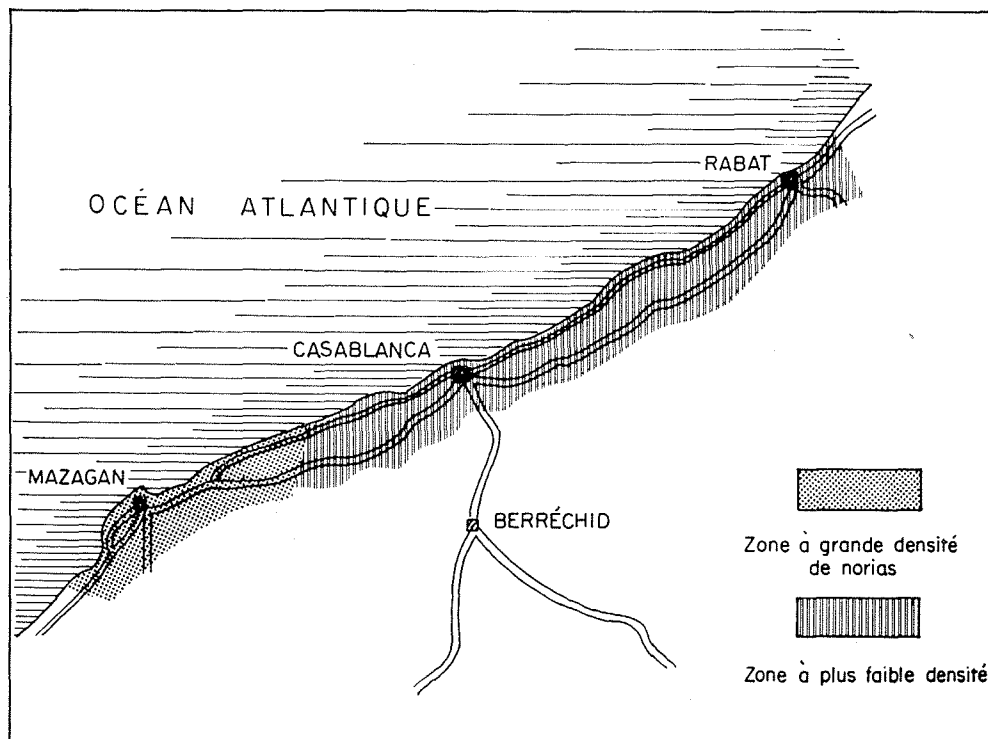 RABAT
OCÉAN ATLANTIQUE
CASABLANCA
MAZAGAN
BERRÉCHID
Zone à grande densité
de norias
Zone à plus faible densité